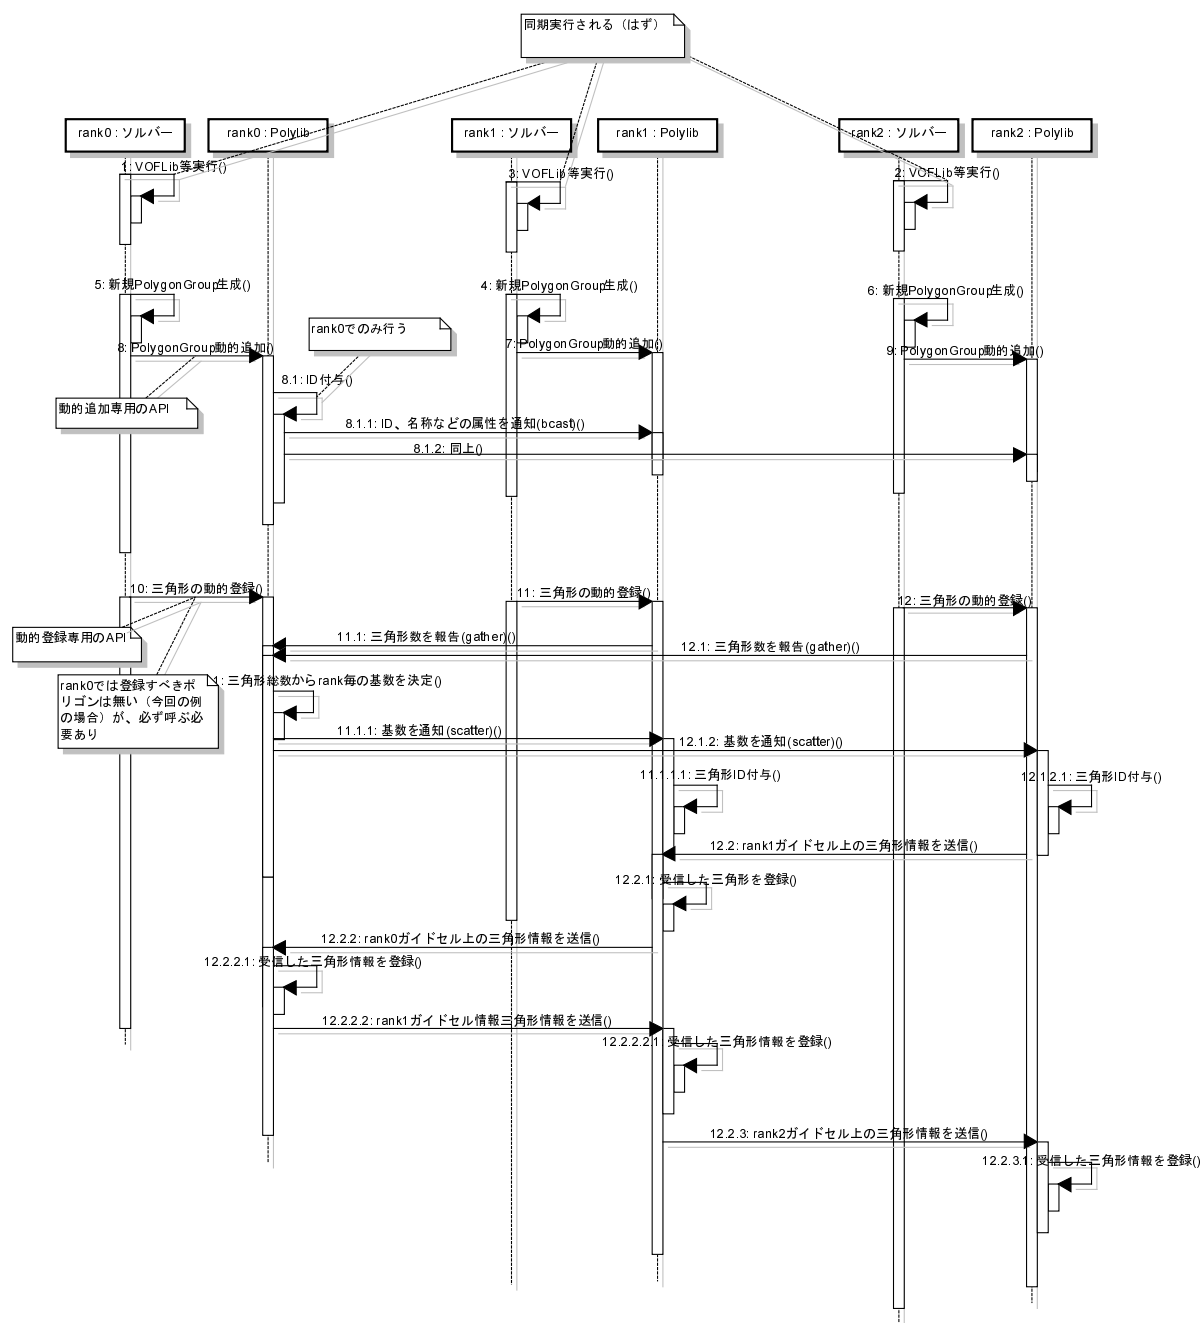 同期実行される（はず）
rank0 : ソルバー
rank0 : Polylib
rank1 : ソルバー
rank1 : Polylib
rank2 : ソルバー
rank2 : Polylib
1: VOFLib等実行()
3: VOFLib等実行()
2: VOFLib等実行()
5: 新規PolygonGroup生成()
4: 新規PolygonGroup生成()
6: 新規PolygonGroup生成()
rank0でのみ行う
8: PolygonGroup動的追加()
7: PolygonGroup動的追加()
9: PolygonGroup動的追加()
8.1: ID付与()
動的追加専用のAPI
8.1.1: ID、名称などの属性を通知(bcast)()
8.1.2: 同上()
10: 三角形の動的登録()
11: 三角形の動的登録()
12: 三角形の動的登録()
動的登録専用のAPI
11.1: 三角形数を報告(gather)()
12.1: 三角形数を報告(gather)()
rank0では登録すべきポ
リゴンは無い（今回の例
の場合）が、必ず呼ぶ必
要あり
1: 三角形総数からrank毎の基数を決定()
11.1.1: 基数を通知(scatter)()
12.1.2: 基数を通知(scatter)()
11.1.1.1: 三角形ID付与()
12.1.2.1: 三角形ID付与()
12.2: rank1ガイドセル上の三角形情報を送信()
12.2.1: 受信した三角形を登録()
12.2.2: rank0ガイドセル上の三角形情報を送信()
12.2.2.1: 受信した三角形情報を登録()
12.2.2.2: rank1ガイドセル情報三角形情報を送信()
12.2.2.2.1: 受信した三角形情報を登録()
12.2.3: rank2ガイドセル上の三角形情報を送信()
12.2.3.1: 受信した三角形情報を登録()